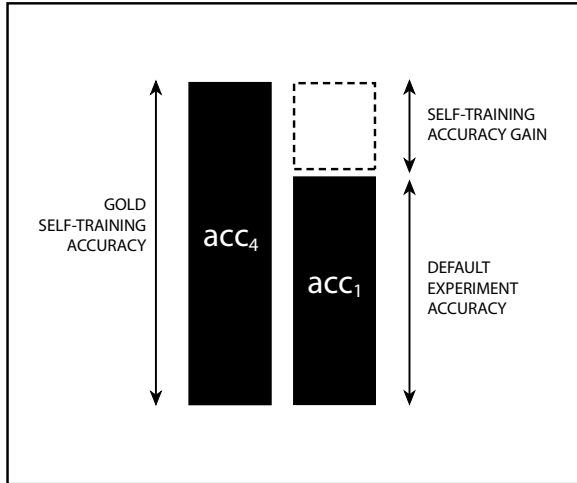 SELF-TRAINING
ACCURACY GAIN
GOLD
SELF-TRAINING
ACCURACY
acc₄
acc₁
DEFAULT
EXPERIMENT
ACCURACY